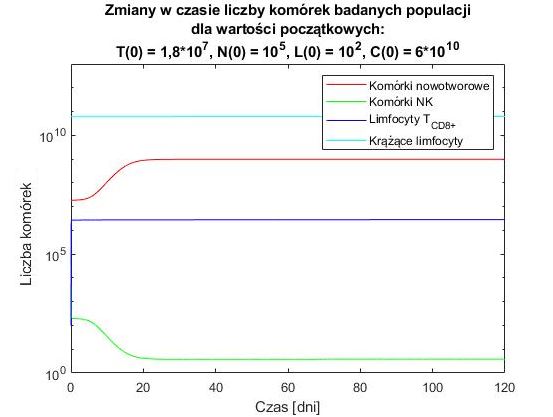 Zmiany w czasie liczby komórek badanych populacji
dla wartości początkowych:
T(0) = 1,8*10^7, N(0) = 10^5, L(0) = 10^2, C(0) = 6*10^10
Komórki nowotworowe
Komórki NK
Limfocyty T_CD8+
Krążące limfocyty
10^10
10^5
10^0
Liczba komórek
0 20 40 60 80 100 120
Czas [dni]